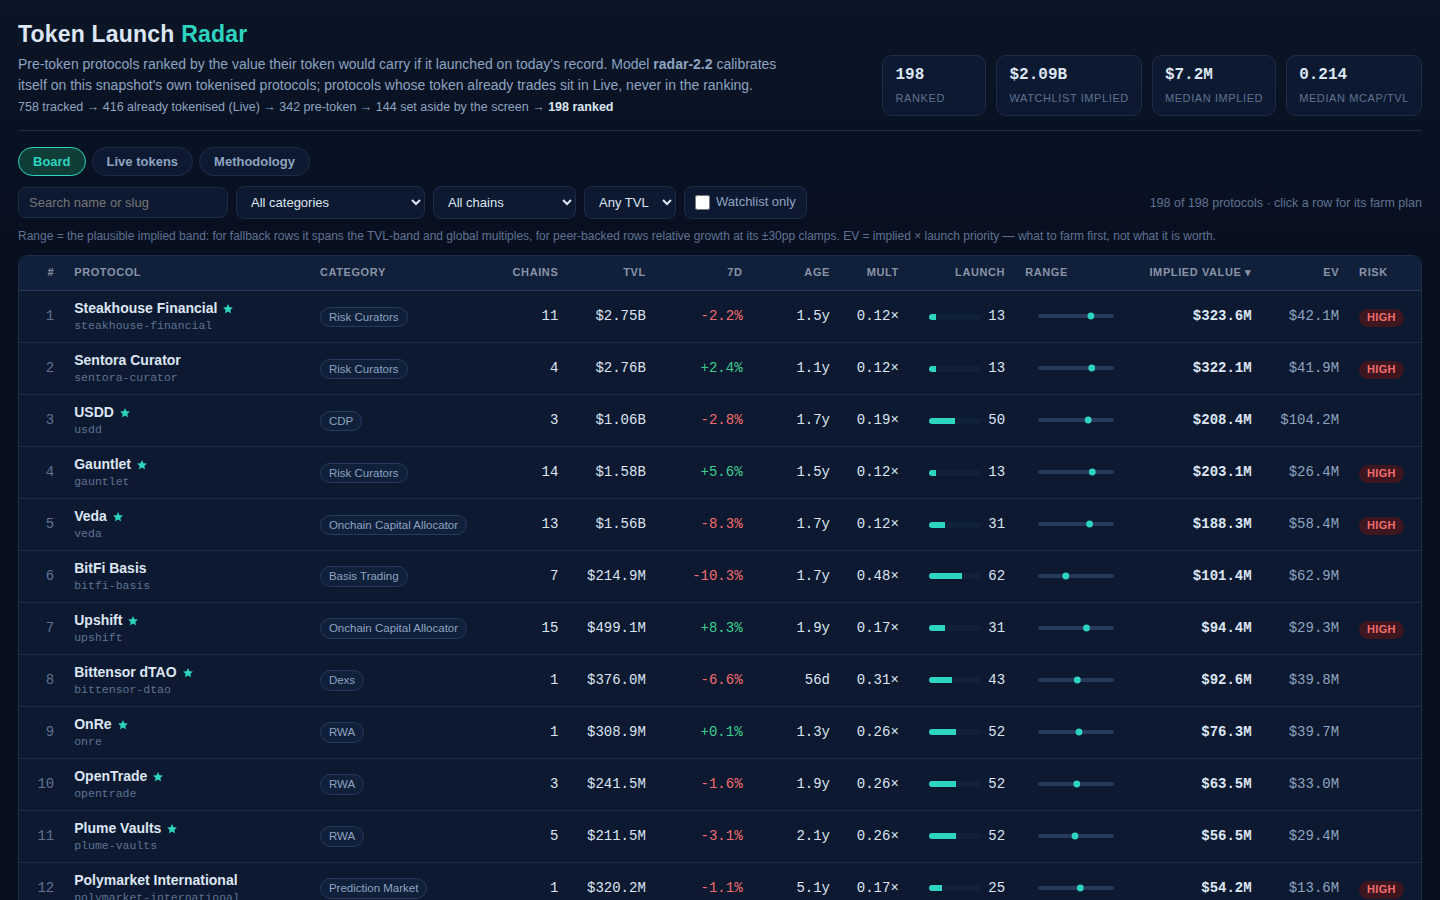 Token Launch Radar
Pre-token protocols ranked by the value their token would carry if it launched on today's record. Model radar-2.2 calibrates
itself on this snapshot's own tokenised protocols; protocols whose token already trades sit in Live, never in the ranking.
758 tracked → 416 already tokenised (Live) → 342 pre-token → 144 set aside by the screen → 198 ranked
198
RANKED
$2.09B
WATCHLIST IMPLIED
$7.2M
MEDIAN IMPLIED
0.214
MEDIAN MCAP/TVL
Board
Live tokens
Methodology
Search name or slug
All categories
All chains
Any TVL
Watchlist only
198 of 198 protocols · click a row for its farm plan
Range = the plausible implied band: for fallback rows it spans the TVL-band and global multiples, for peer-backed rows relative growth at its ±30pp clamps. EV = implied × launch priority — what to farm first, not what it is worth.
# PROTOCOL CATEGORY CHAINS TVL 7D AGE MULT LAUNCH RANGE IMPLIED VALUE ▾ EV RISK
1 Steakhouse Financial ★ Risk Curators 11 $2.75B -2.2% 1.5y 0.12× 13 $323.6M $42.1M HIGH
steakhouse-financial
2 Sentora Curator Risk Curators 4 $2.76B +2.4% 1.1y 0.12× 13 $322.1M $41.9M HIGH
sentora-curator
3 USDD ★ CDP 3 $1.06B -2.8% 1.7y 0.19× 50 $208.4M $104.2M
usdd
4 Gauntlet ★ Risk Curators 14 $1.58B +5.6% 1.5y 0.12× 13 $203.1M $26.4M HIGH
gauntlet
5 Veda ★ Onchain Capital Allocator 13 $1.56B -8.3% 1.7y 0.12× 31 $188.3M $58.4M HIGH
veda
6 BitFi Basis Basis Trading 7 $214.9M -10.3% 1.7y 0.48× 62 $101.4M $62.9M
bitfi-basis
7 Upshift ★ Onchain Capital Allocator 15 $499.1M +8.3% 1.9y 0.17× 31 $94.4M $29.3M HIGH
upshift
8 Bittensor dTAO ★ Dexs 1 $376.0M -6.6% 56d 0.31× 43 $92.6M $39.8M
bittensor-dtao
9 OnRe ★ RWA 1 $308.9M +0.1% 1.3y 0.26× 52 $76.3M $39.7M
onre
10 OpenTrade ★ RWA 3 $241.5M -1.6% 1.9y 0.26× 52 $63.5M $33.0M
opentrade
11 Plume Vaults ★ RWA 5 $211.5M -3.1% 2.1y 0.26× 52 $56.5M $29.4M
plume-vaults
12 Polymarket International Prediction Market 1 $320.2M -1.1% 5.1y 0.17× 25 $54.2M $13.6M HIGH
polymarket-international